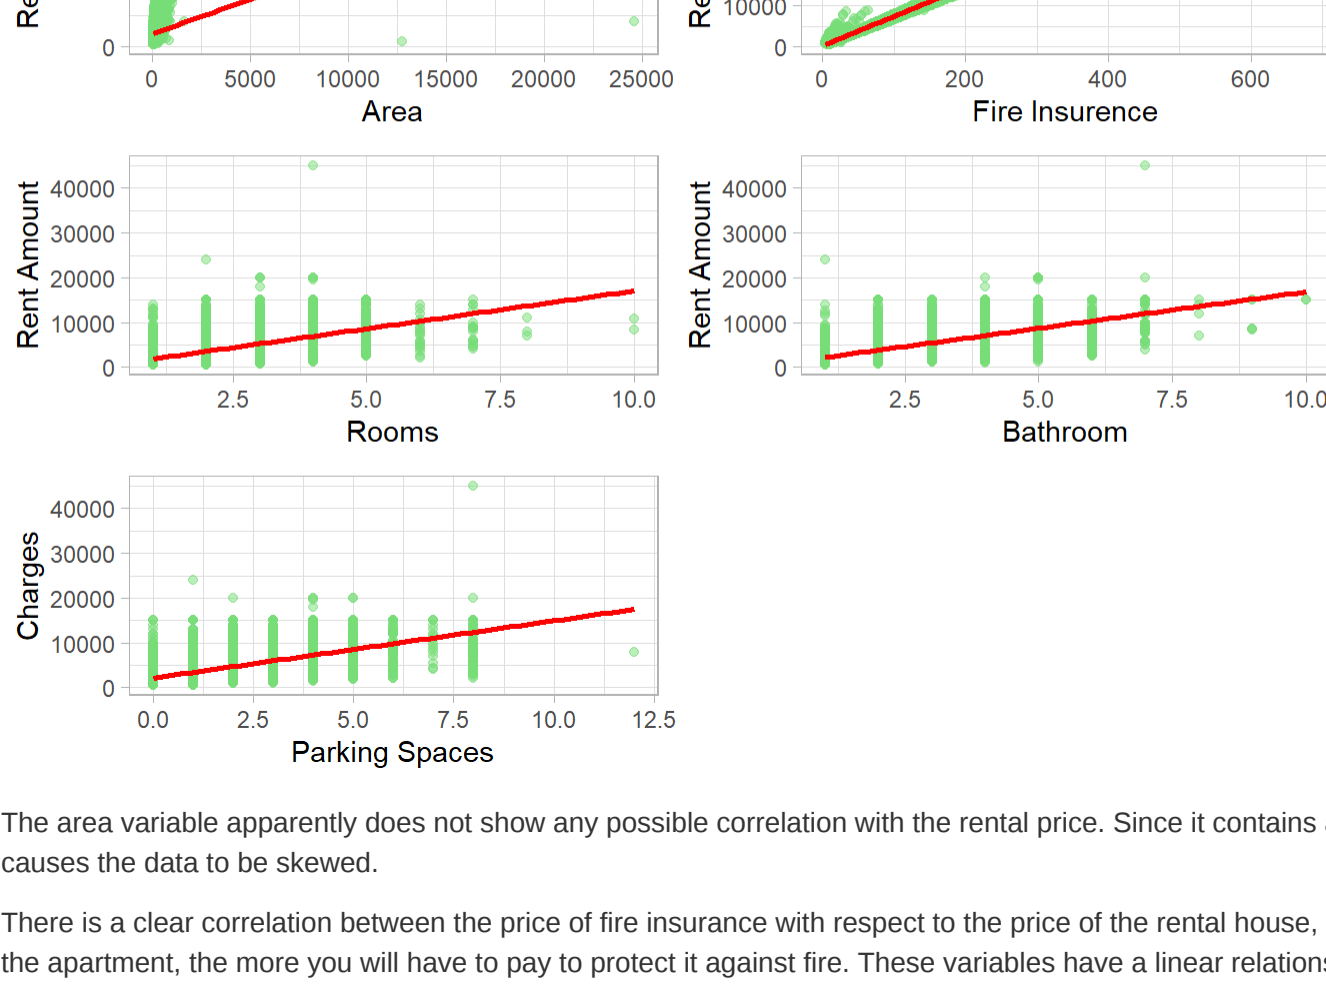 Re
0
0 5000 10000 15000 20000 25000
Area
Re
10000
0
0 200 400 600
Fire Insurence
Rent Amount
40000
30000
20000
10000
0
2.5 5.0 7.5 10.0
Rooms
Rent Amount
40000
30000
20000
10000
0
2.5 5.0 7.5 10.0
Bathroom
Charges
40000
30000
20000
10000
0
0.0 2.5 5.0 7.5 10.0 12.5
Parking Spaces
The area variable apparently does not show any possible correlation with the rental price. Since it contains
causes the data to be skewed.
There is a clear correlation between the price of fire insurance with respect to the price of the rental house,
the apartment, the more you will have to pay to protect it against fire. These variables have a linear relations